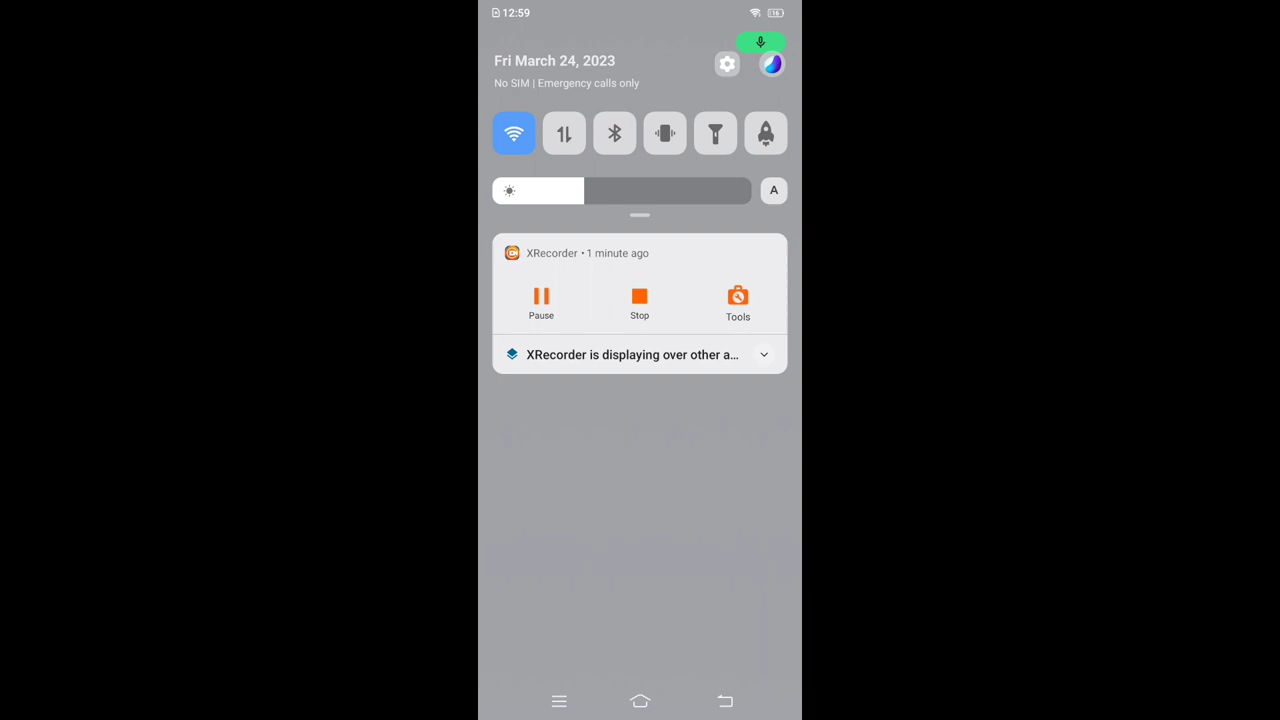 12:59
16
Fri March 24, 2023
No SIM | Emergency calls only
A
XRecorder • 1 minute ago
Pause
Stop
Tools
XRecorder is displaying over other a...